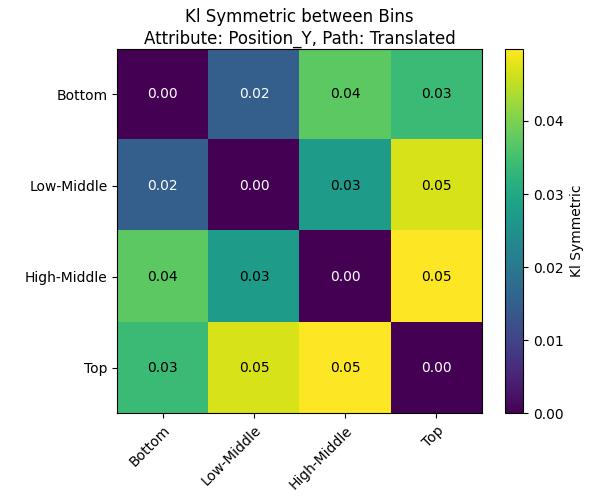 Kl Symmetric between Bins
Attribute: Position_Y, Path: Translated
Bottom 0.00 0.02 0.04 0.03
Low-Middle 0.02 0.00 0.03 0.05
High-Middle 0.04 0.03 0.00 0.05
Top 0.03 0.05 0.05 0.00
Bottom Low-Middle High-Middle Top
0.04
0.03
0.02
0.01
0.00
Kl Symmetric